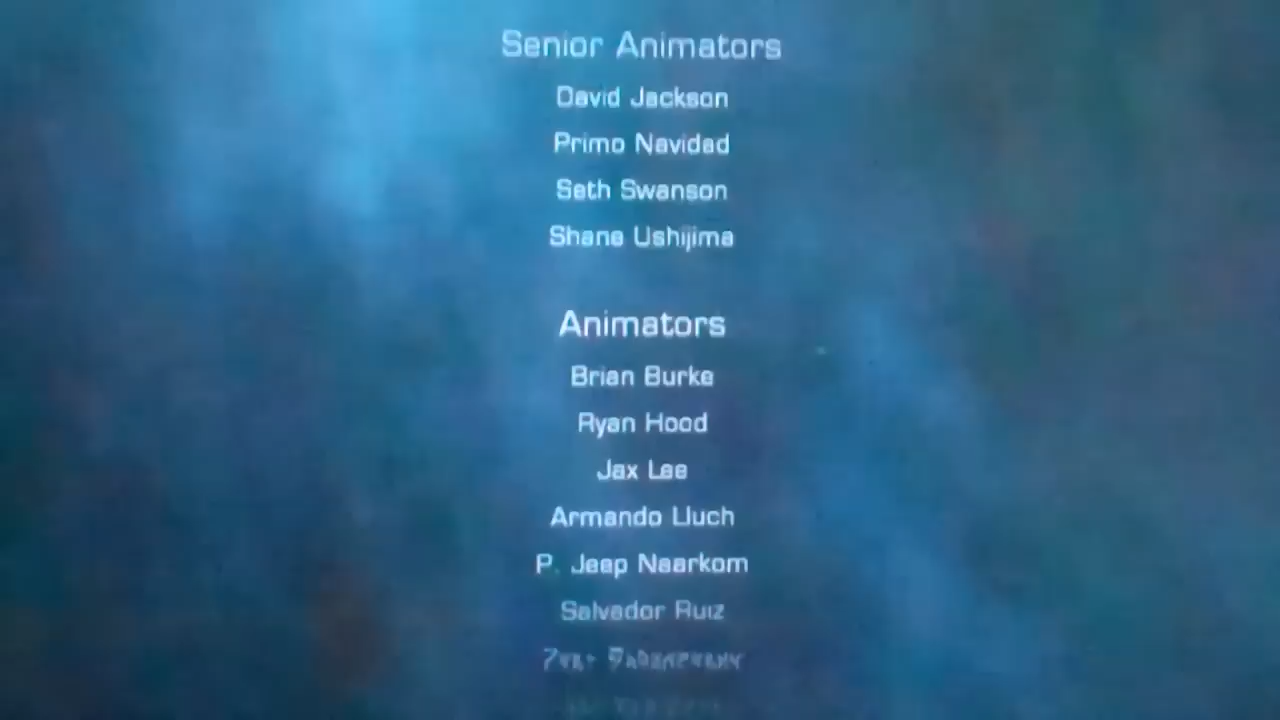 Senior Animators
David Jackson
Primo Navidad
Seth Swanson
Shane Ushijima
Animators
Brian Burke
Ryan Hood
Jax Lee
Armando Lluch
P. Jeep Naarkom
Salvador Ruiz